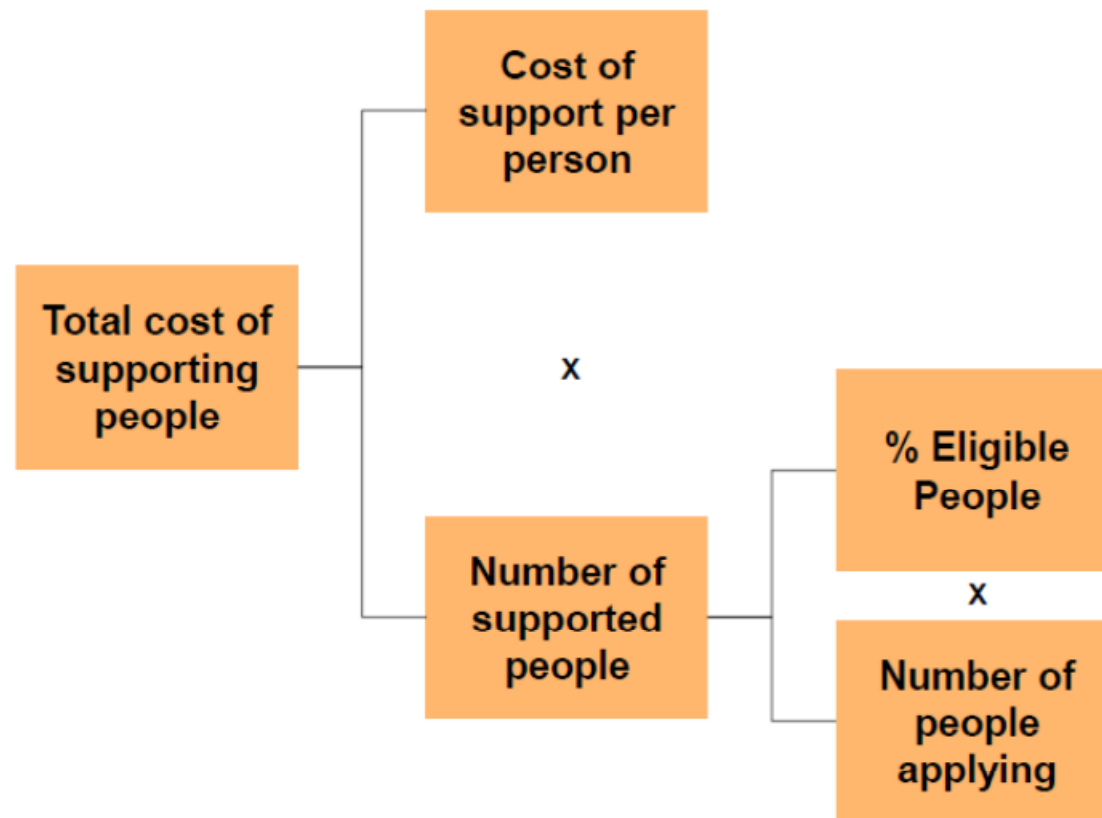 Cost of
support per
person
Total cost of
supporting
people
x
% Eligible
People
Number of
supported
people
x
Number of
people
applying